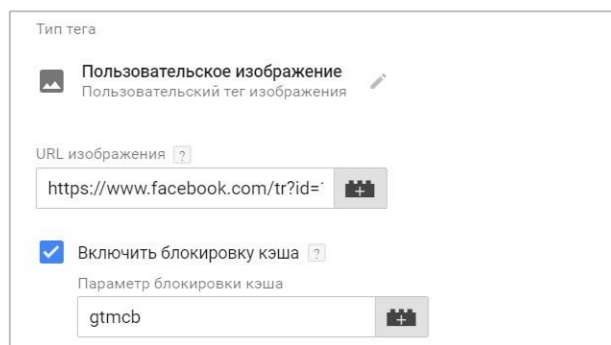 Тип тега
Пользовательское изображение
Пользовательский тег изображения
URL изображения ?
https://www.facebook.com/tr?id=
Включить блокировку кэша ?
Параметр блокировки кэша
gtmcb